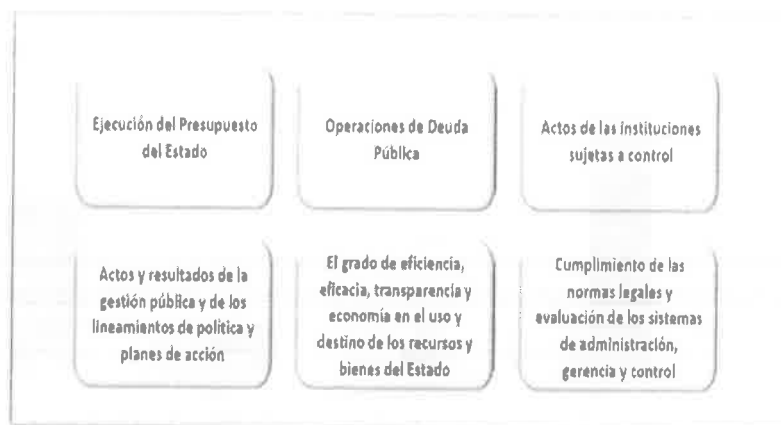 Ejecución del Presupuesto
del Estado
Operaciones de Deuda
Pública
Actos de las instituciones
sujetas a control
Actos y resultados de la
gestión pública y de los
lineamientos de política y
planes de acción
El grado de eficiencia,
eficacia, transparencia y
economía en el uso y
destino de los recursos y
bienes del Estado
Cumplimiento de las
normas legales y
evaluación de los sistemas
de administración,
gerencia y control